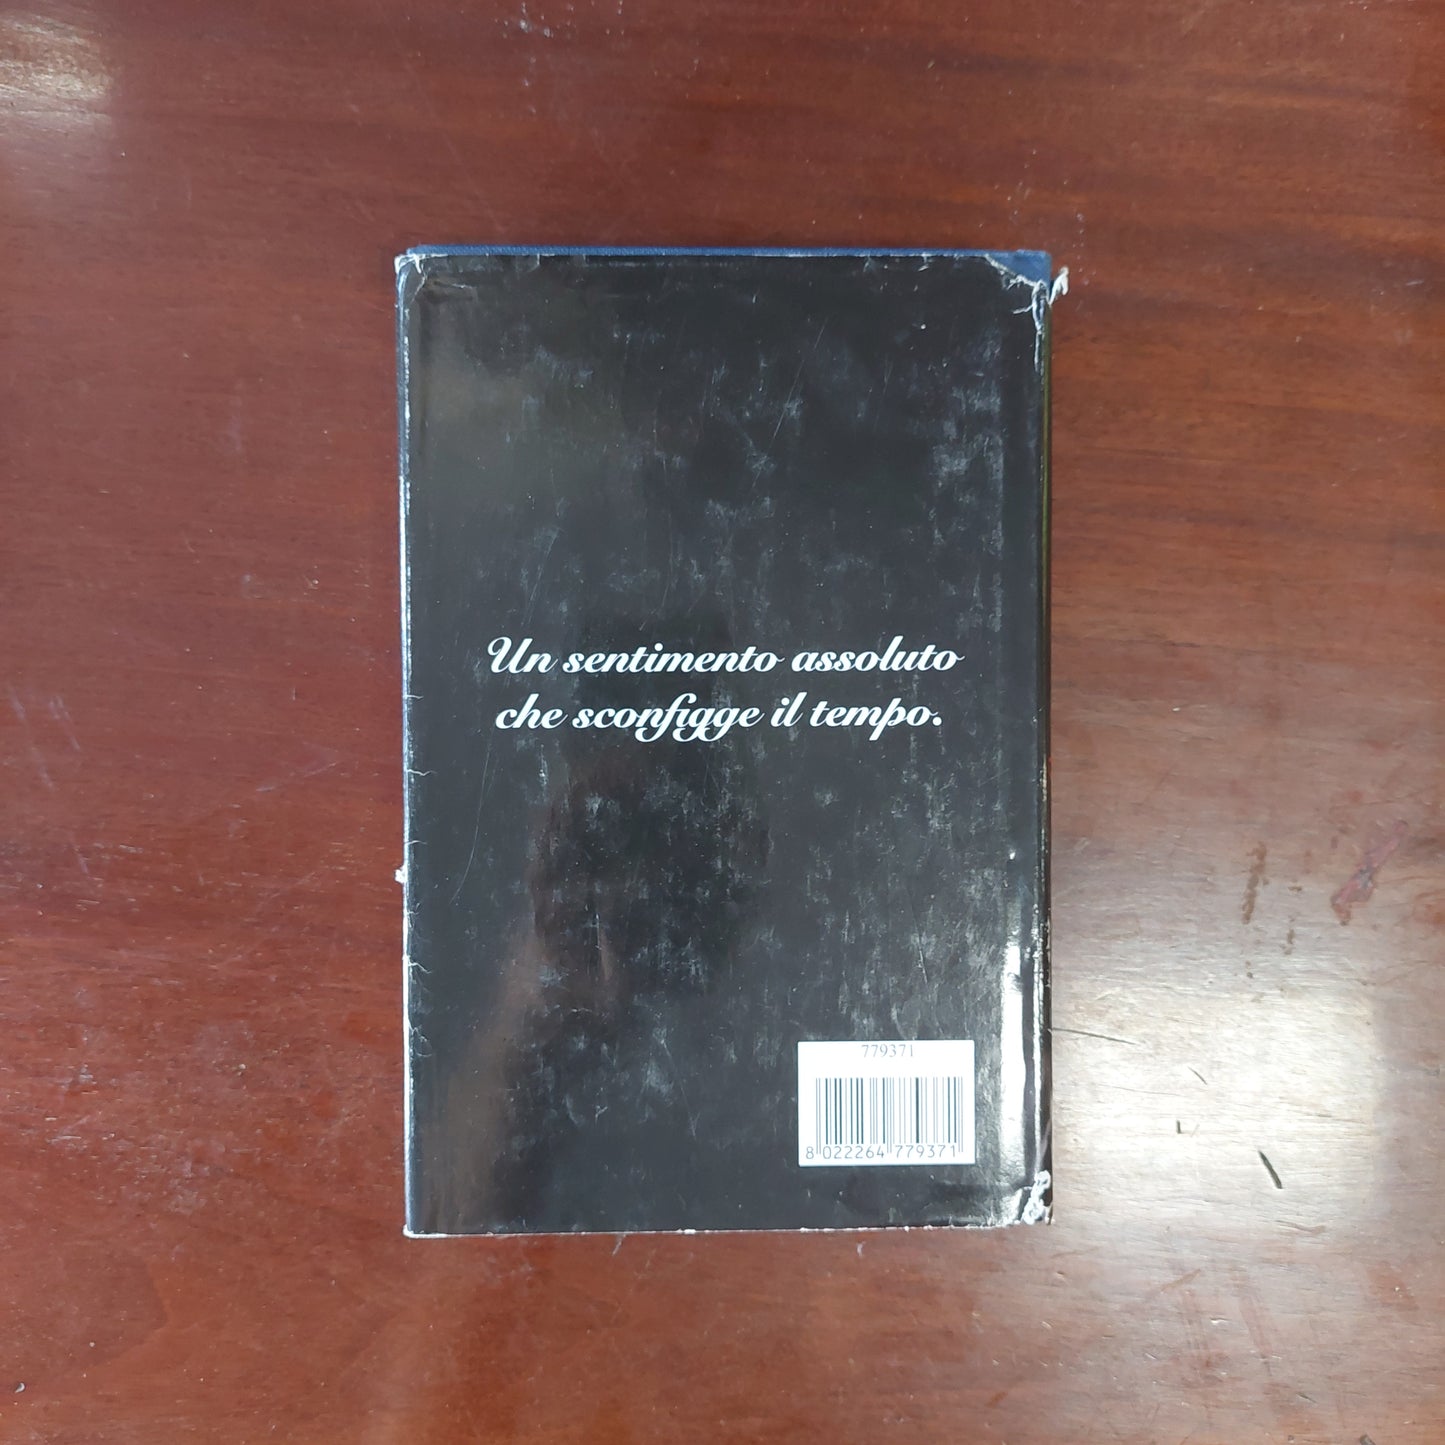 Un sentimento assoluto
che sconfigge il tempo.
779371
8 022264 779371